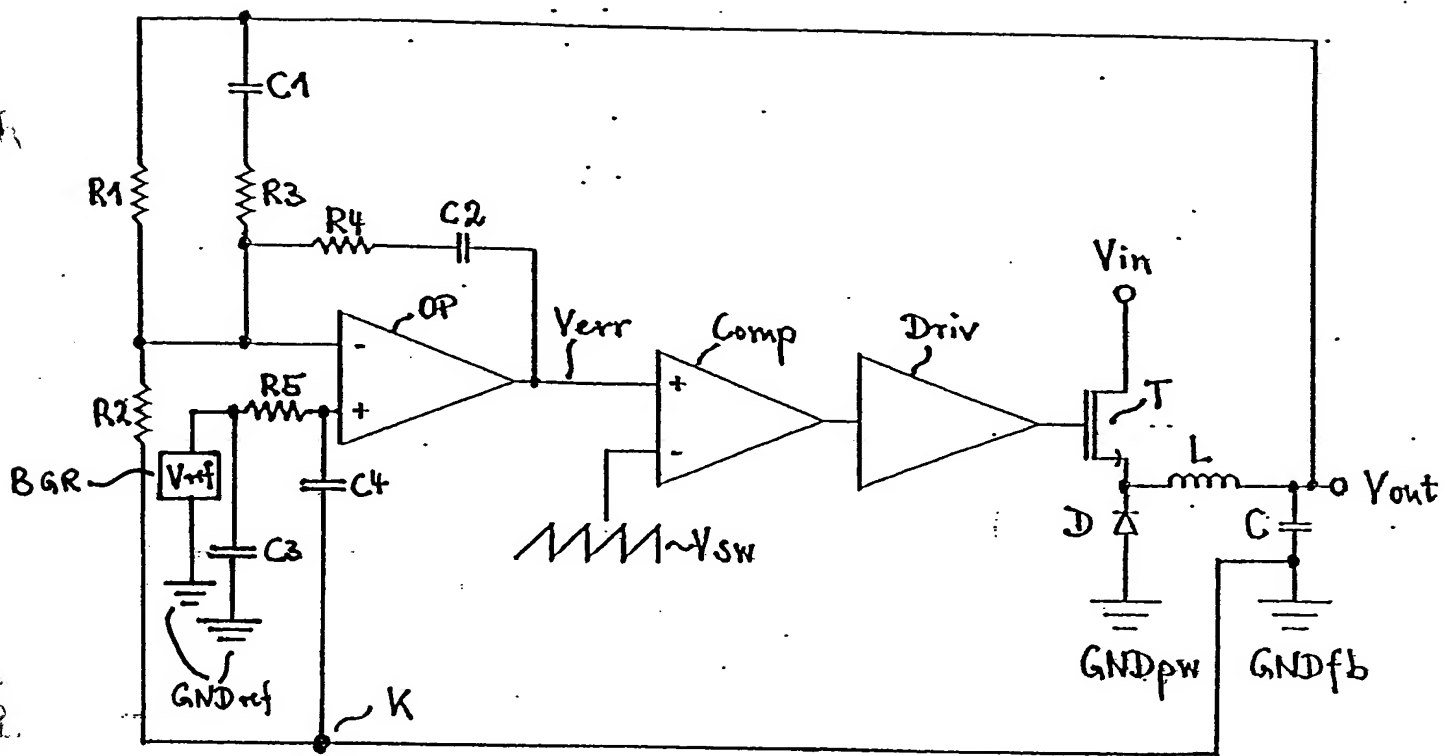 C1
R1
R3
R4
C2
Vin
OP
Verr
Comp
Driv
-
R5
+
T
R2
+
L
BGR
Vref
C4
-
Vout
C3
Vsw
D
C
GNDref
GNDpw
GNDfb
K